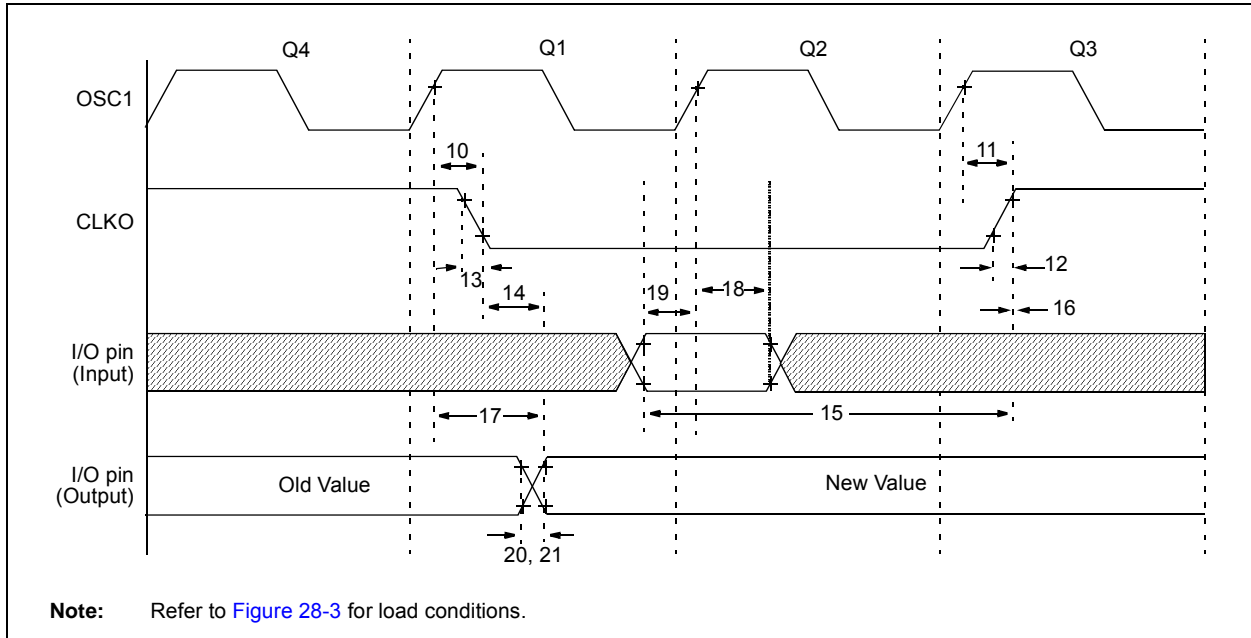 Q4 Q1 Q2 Q3
OSC1
10 11
CLKO
13 12
14 19 18 16
I/O pin
(Input)
17 15
I/O pin
(Output)
Old Value New Value
20, 21
Note: Refer to Figure 28-3 for load conditions.